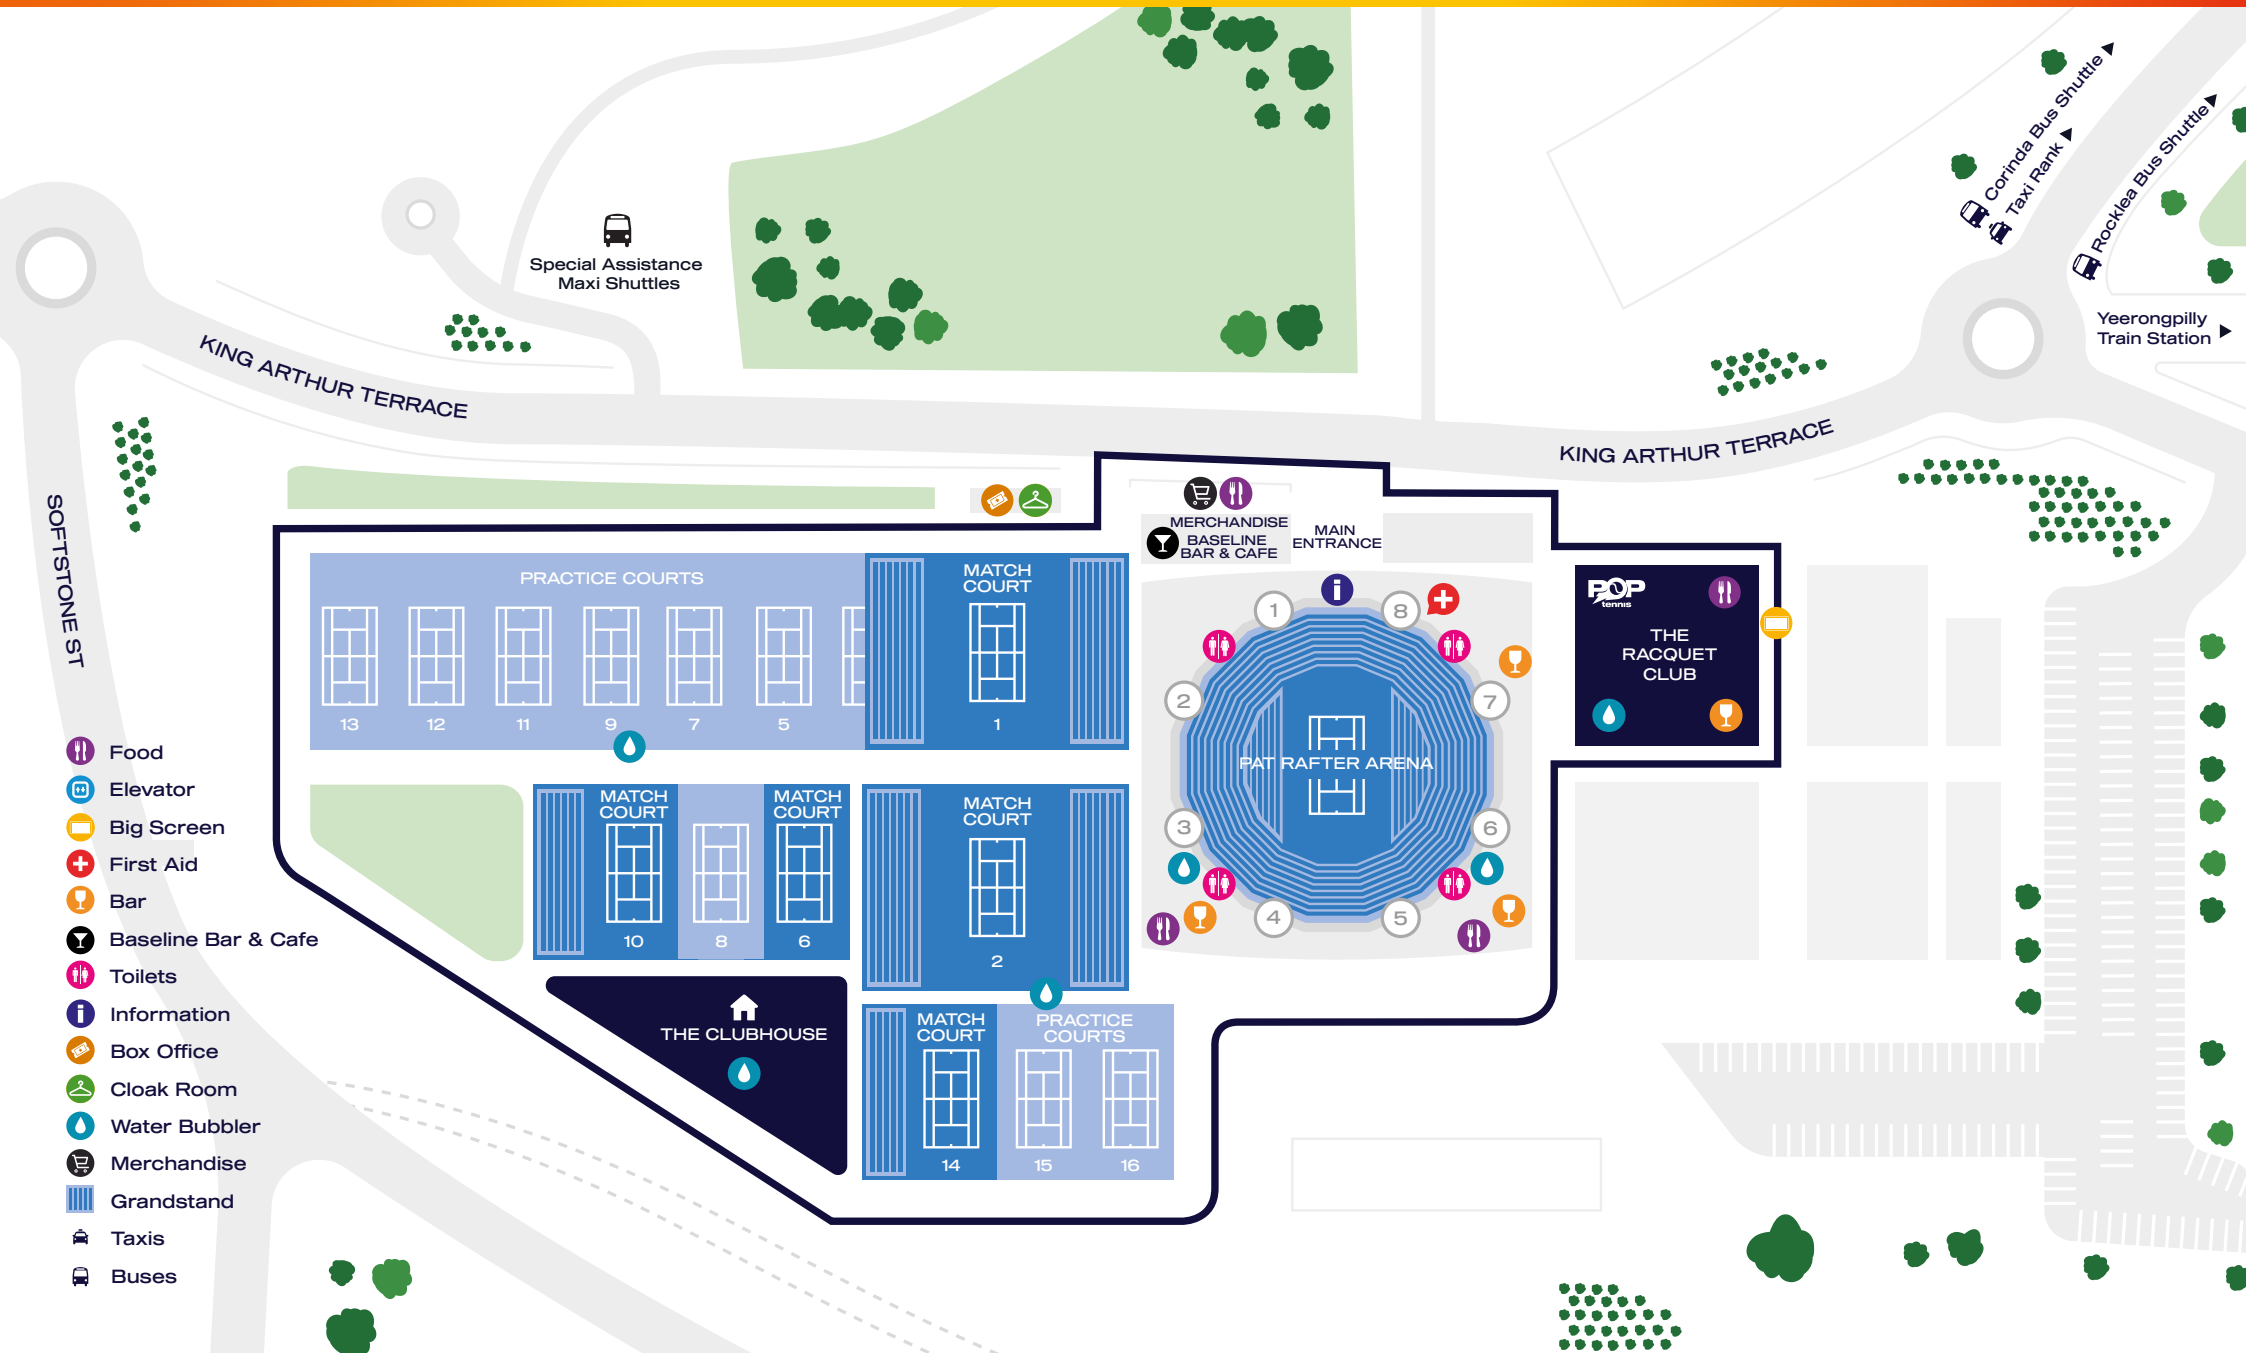 Corinda Bus Shuttle
Taxi Rank
Rocklea Bus Shuttle
Special Assistance
Maxi Shuttles
Yeerongpilly
Train Station
KING ARTHUR TERRACE
KING ARTHUR TERRACE
SOFTSTONE ST
MERCHANDISE
BASELINE
BAR & CAFE
MAIN
ENTRANCE
PRACTICE COURTS
13
12
11
9
7
5
MATCH
COURT
1
1
8
2
7
3
6
4
5
PAT RAFTER ARENA
POP
tennis
THE
RACQUET
CLUB
MATCH
COURT
10
8
MATCH
COURT
6
MATCH
COURT
2
THE CLUBHOUSE
MATCH
COURT
14
PRACTICE
COURTS
15
16
Food
Elevator
Big Screen
First Aid
Bar
Baseline Bar & Cafe
Toilets
Information
Box Office
Cloak Room
Water Bubbler
Merchandise
Grandstand
Taxis
Buses